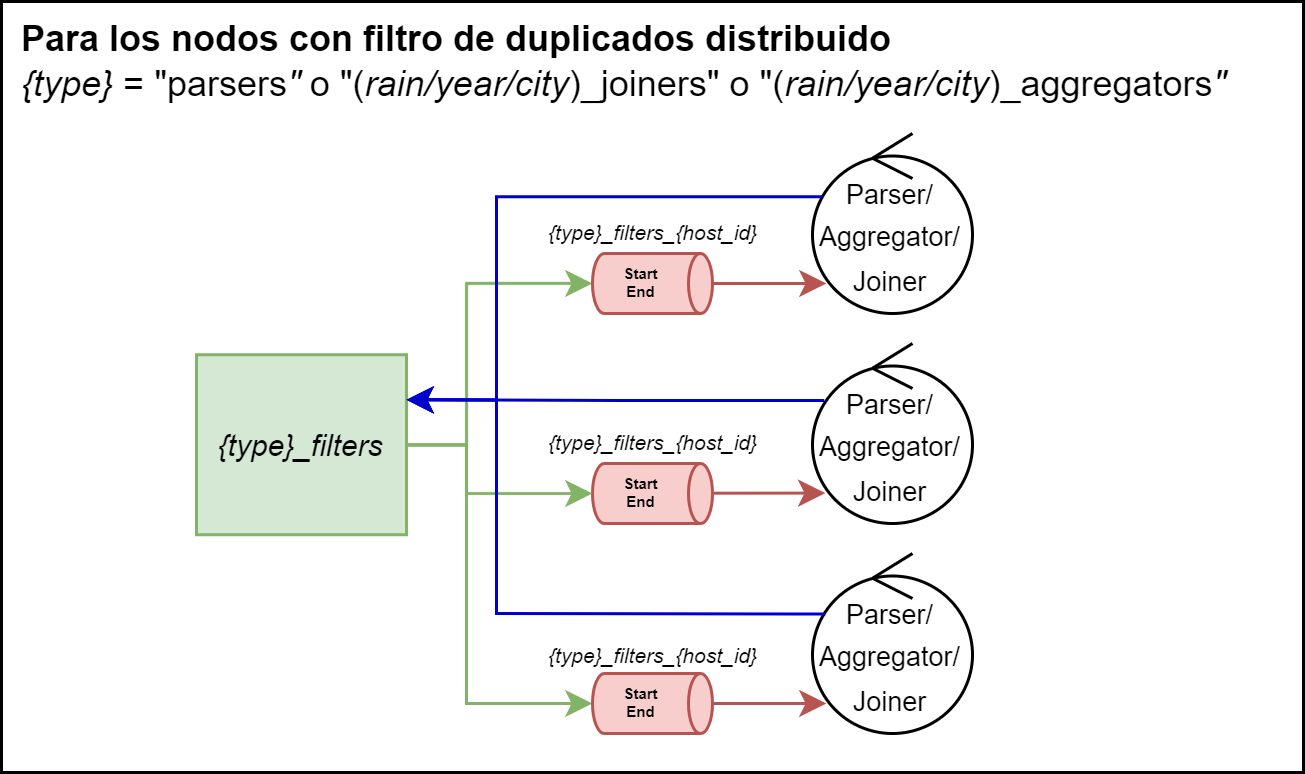 Para los nodos con filtro de duplicados distribuido
{type} = "parsers" o "(rain/year/city)_joiners" o "(rain/year/city)_aggregators"
Parser/
Aggregator/
Joiner
{type}_filters_{host_id}
Start
End
{type}_filters
Parser/
Aggregator/
Joiner
{type}_filters_{host_id}
Start
End
Parser/
Aggregator/
Joiner
{type}_filters_{host_id}
Start
End